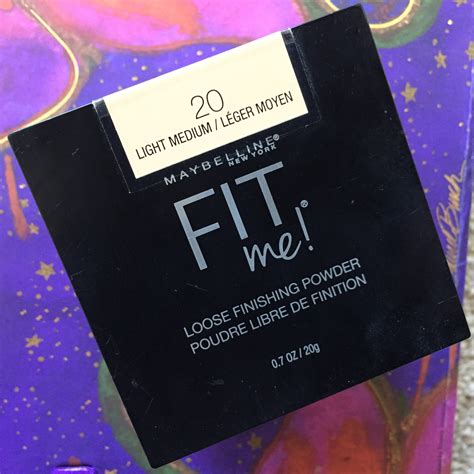 20
LIGHT MEDIUM / LÉGER MOYEN
MAYBELLINE®
NEW YORK
FIT
me!®
LOOSE FINISHING POWDER
POUDRE LIBRE DE FINITION
0.7 OZ / 20g